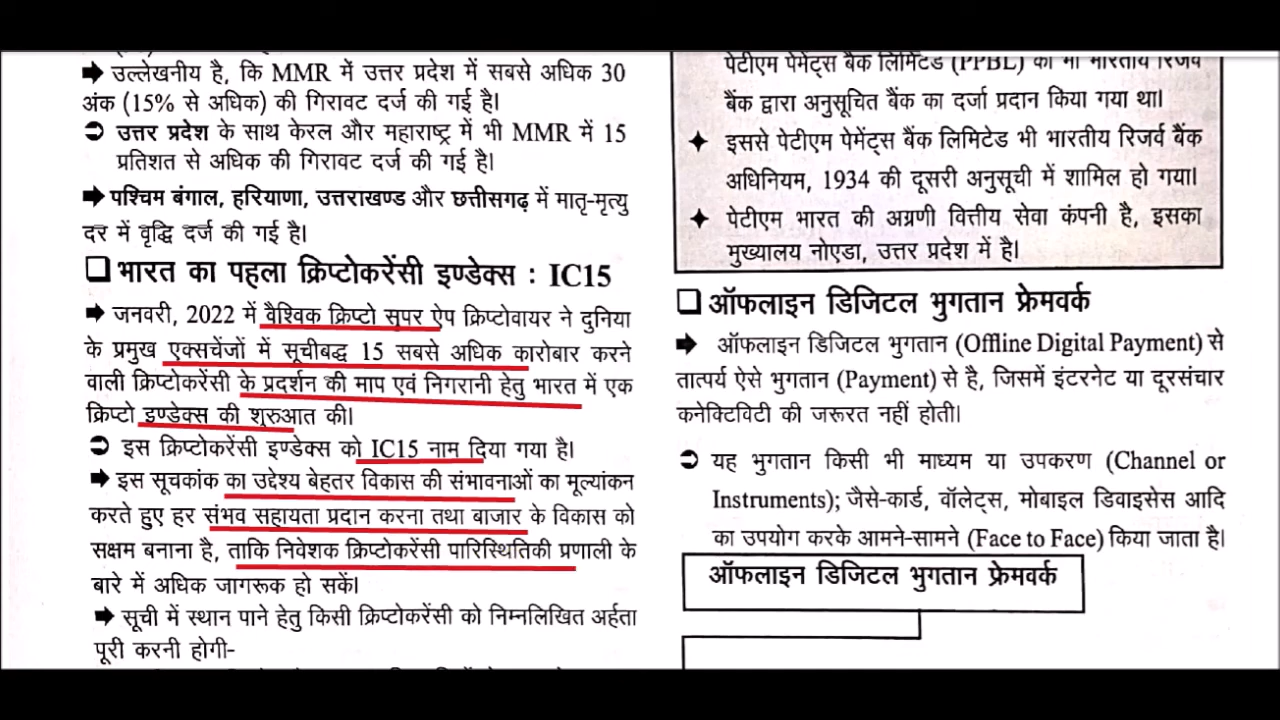 ➡ उल्लेखनीय है, कि MMR में उत्तर प्रदेश में सबसे अधिक 30
अंक (15% से अधिक) की गिरावट दर्ज की गई है।
➲ उत्तर प्रदेश के साथ केरल और महाराष्ट्र में भी MMR में 15
प्रतिशत से अधिक की गिरावट दर्ज की गई है।
➡ पश्चिम बंगाल, हरियाणा, उत्तराखण्ड और छत्तीसगढ़ में मातृ-मृत्यु
दर में वृद्धि दर्ज की गई है।
❑ भारत का पहला क्रिप्टोकरेंसी इण्डेक्स : IC15
➡ जनवरी, 2022 में वैश्विक क्रिप्टो सुपर ऐप क्रिप्टोवायर ने दुनिया
के प्रमुख एक्सचेंजों में सूचीबद्ध 15 सबसे अधिक कारोबार करने
वाली क्रिप्टोकरेंसी के प्रदर्शन की माप एवं निगरानी हेतु भारत में एक
क्रिप्टो इण्डेक्स की शुरुआत की।
➲ इस क्रिप्टोकरेंसी इण्डेक्स को IC15 नाम दिया गया है।
➡ इस सूचकांक का उद्देश्य बेहतर विकास की संभावनाओं का मूल्यांकन
करते हुए हर संभव सहायता प्रदान करना तथा बाजार के विकास को
सक्षम बनाना है, ताकि निवेशक क्रिप्टोकरेंसी पारिस्थितिकी प्रणाली के
बारे में अधिक जागरूक हो सकें।
➡ सूची में स्थान पाने हेतु किसी क्रिप्टोकरेंसी को निम्नलिखित अर्हता
पूरी करनी होगी-
पेटीएम पेमेंट्स बैंक लिमिटेड (PPBL) को भी भारतीय रिजर्व
बैंक द्वारा अनुसूचित बैंक का दर्जा प्रदान किया गया था।
✦ इससे पेटीएम पेमेंट्स बैंक लिमिटेड भी भारतीय रिजर्व बैंक
अधिनियम, 1934 की दूसरी अनुसूची में शामिल हो गया।
✦ पेटीएम भारत की अग्रणी वित्तीय सेवा कंपनी है, इसका
मुख्यालय नोएडा, उत्तर प्रदेश में है।
❑ ऑफलाइन डिजिटल भुगतान फ्रेमवर्क
➡ ऑफलाइन डिजिटल भुगतान (Offline Digital Payment) से
तात्पर्य ऐसे भुगतान (Payment) से है, जिसमें इंटरनेट या दूरसंचार
कनेक्टिविटी की जरूरत नहीं होती।
➲ यह भुगतान किसी भी माध्यम या उपकरण (Channel or
Instruments); जैसे-कार्ड, वॉलेट्स, मोबाइल डिवाइसेस आदि
का उपयोग करके आमने-सामने (Face to Face) किया जाता है।
ऑफलाइन डिजिटल भुगतान फ्रेमवर्क